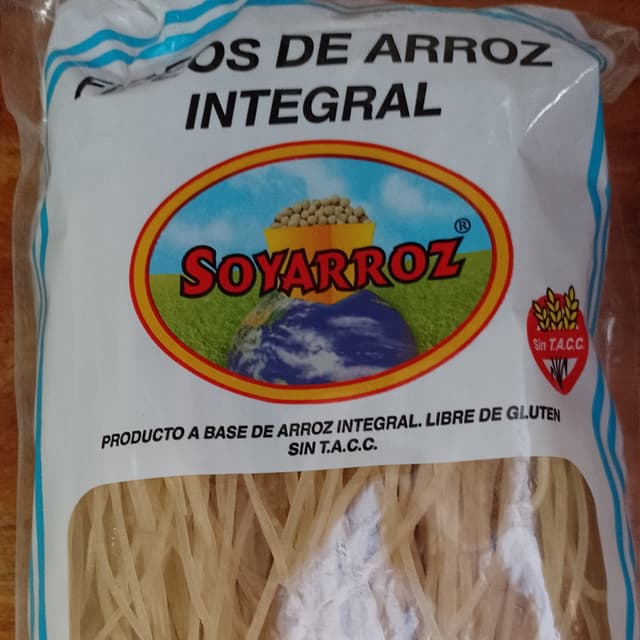 DE ARROZ
INTEGRAL
SOYARROZ®
Sin T.A.C.C.
PRODUCTO A BASE DE ARROZ INTEGRAL. LIBRE DE GLUTEN
SIN T.A.C.C.